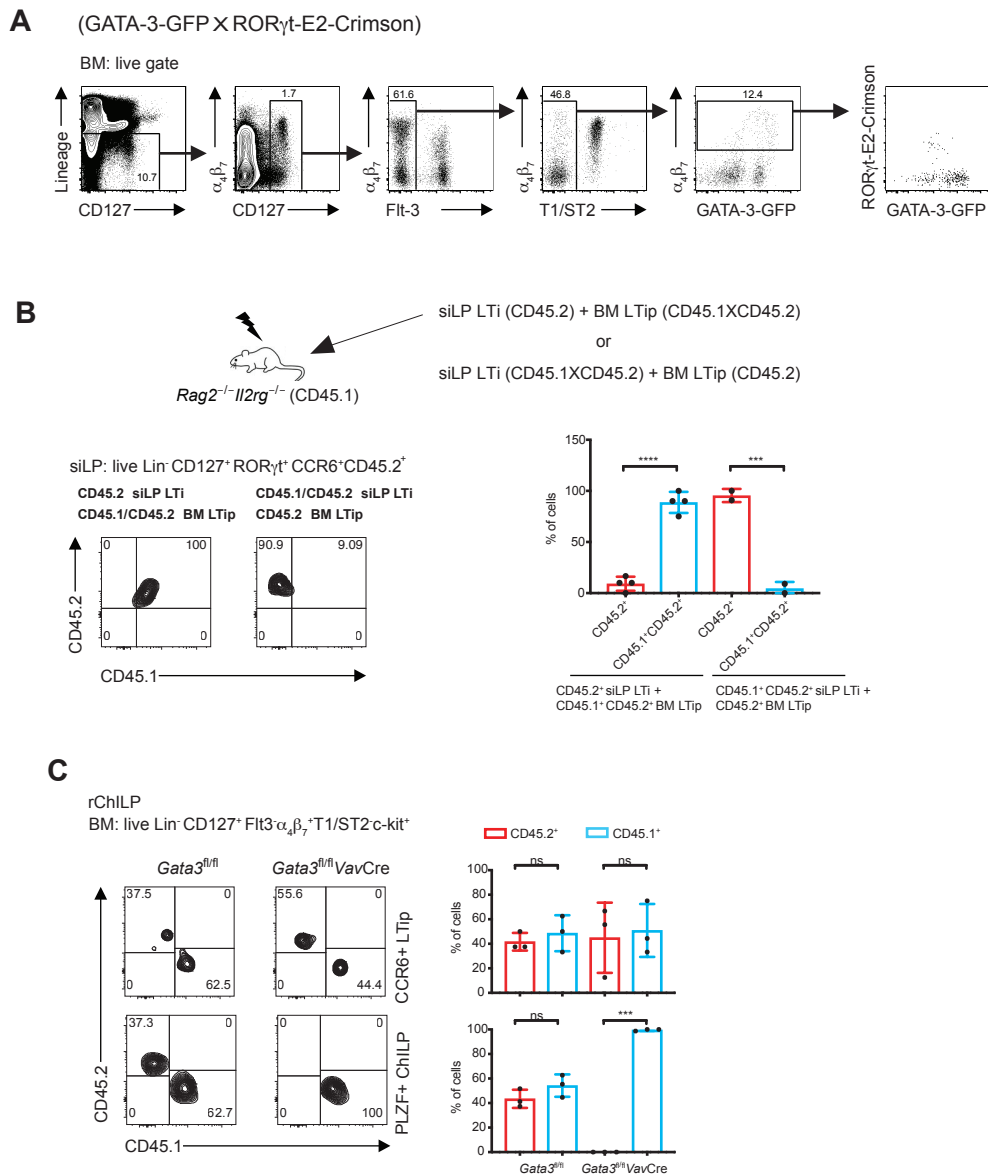 A
(GATA-3-GFP X RORγt-E2-Crimson)
BM: live gate
1.7
61.6
46.8
12.4
10.7
Lineage
α4β7
α4β7
α4β7
α4β7
RORγt-E2-Crimson
CD127
CD127
Flt-3
T1/ST2
GATA-3-GFP
GATA-3-GFP
B
siLP LTi (CD45.2) + BM LTip (CD45.1XCD45.2)
or
siLP LTi (CD45.1XCD45.2) + BM LTip (CD45.2)
Rag2–/–Il2rg–/– (CD45.1)
siLP: live Lin- CD127+ RORγt+ CCR6+CD45.2+
CD45.2 siLP LTi
CD45.1/CD45.2 BM LTip
CD45.1/CD45.2 siLP LTi
CD45.2 BM LTip
0 100
0 0
90.9 9.09
0 0
CD45.2
CD45.1
150
100
50
0
% of cells
**** ***
CD45.2+
CD45.1+CD45.2+
CD45.2+
CD45.1+CD45.2+
CD45.2+ siLP LTi +
CD45.1+ CD45.2+ BM LTip
CD45.1+ CD45.2+ siLP LTi +
CD45.2+ BM LTip
C
rChILP
BM: live Lin- CD127+ Flt3-α4β7+T1/ST2-c-kit+
Gata3fl/fl
Gata3fl/fl VavCre
37.5 0
0 62.5
55.6 0
0 44.4
CCR6+ LTip
37.3 0
0 62.7
0 0
0 100
PLZF+ ChILP
CD45.2
CD45.1
CD45.2+
CD45.1+
ns ns
100
80
60
40
20
0
% of cells
ns ***
100
80
60
40
20
0
% of cells
Gata3fl/fl
Gata3fl/fl VavCre